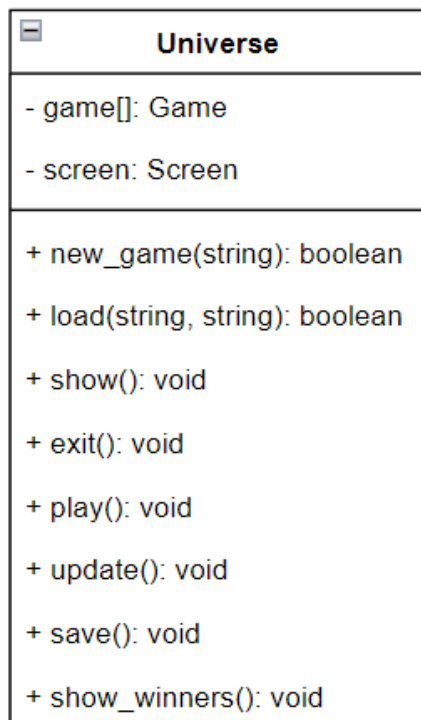 Universe
- game[]: Game
- screen: Screen
+ new_game(string): boolean
+ load(string, string): boolean
+ show(): void
+ exit(): void
+ play(): void
+ update(): void
+ save(): void
+ show_winners(): void